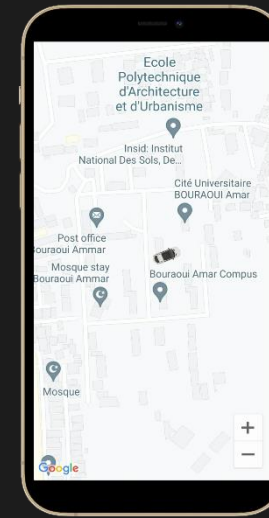 Ecole
Polytechnique
d'Architecture
et d'Urbanisme
Insid: Institut
National Des Sols, De...
Cité Universitaire
BOURAOUI Amar
Post office
Bouraoui Ammar
Mosque stay
Bouraoui Ammar
Bouraoui Amar Compus
Mosque
+
−
Google